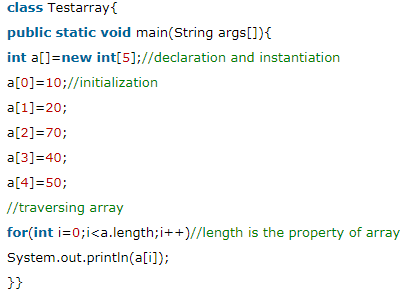 class Testarray{
public static void main(String args[]){
int a[]=new int[5];//declaration and instantiation
a[0]=10;//initialization
a[1]=20;
a[2]=70;
a[3]=40;
a[4]=50;
//traversing array
for(int i=0;i<a.length;i++)//length is the property of array
System.out.println(a[i]);
}}